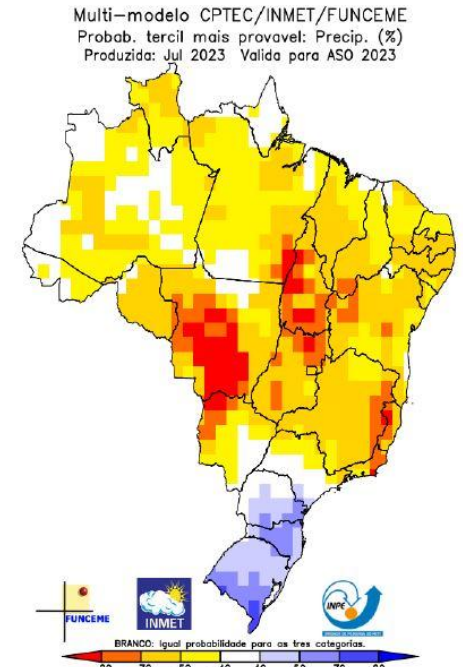 Multi-modelo CPTEC/INMET/FUNCEME
Probab. tercil mais provavel: Precip. (%)
Produzida: Jul 2023 Valida para ASO 2023
FUNCEME
INMET
INPE
BRANCO: Igual probabilidade para as tres categorias.